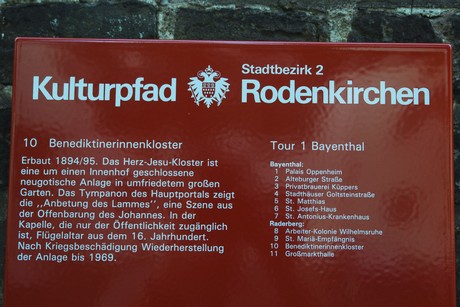 Stadtbezirk 2
Kulturpfad Rodenkirchen
10 Benediktinerinnenkloster
Erbaut 1894/95. Das Herz-Jesu-Kloster ist
eine um einen Innenhof geschlossene
neugotische Anlage in umfriedetem großen
Garten. Das Tympanon des Hauptportals zeigt
die ,,Anbetung des Lammes'', eine Szene aus
der Offenbarung des Johannes. In der
Kapelle, die nur der Öffentlichkeit zugänglich
ist, Flügelaltar aus dem 16. Jahrhundert.
Nach Kriegsbeschädigung Wiederherstellung
der Anlage bis 1969.
Tour 1 Bayenthal
Bayenthal:
1 Palais Oppenheim
2 Alteburger Straße
3 Privatbrauerei Küppers
4 Stadthäuser Goltsteinstraße
5 St. Matthias
6 St. Josefs-Haus
7 St. Antonius-Krankenhaus
Raderberg:
8 Arbeiter-Kolonie Wilhelmsruhe
9 St. Mariä-Empfängnis
10 Benediktinerinnenkloster
11 Großmarkthalle